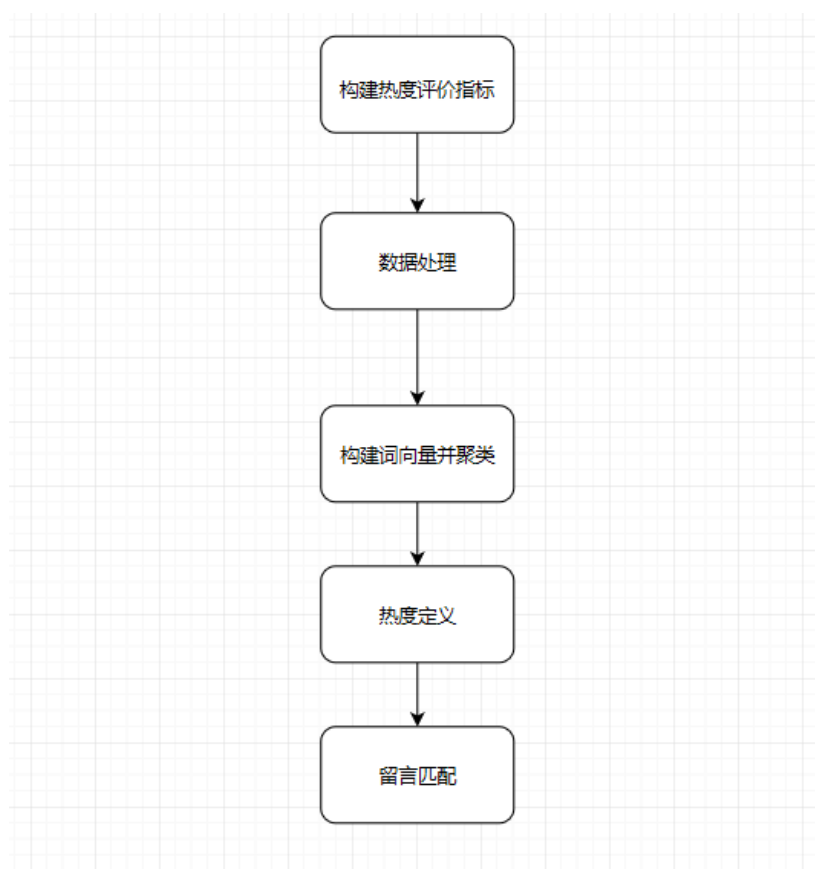 构建热度评价指标
数据处理
构建词向量并聚类
热度定义
留言匹配